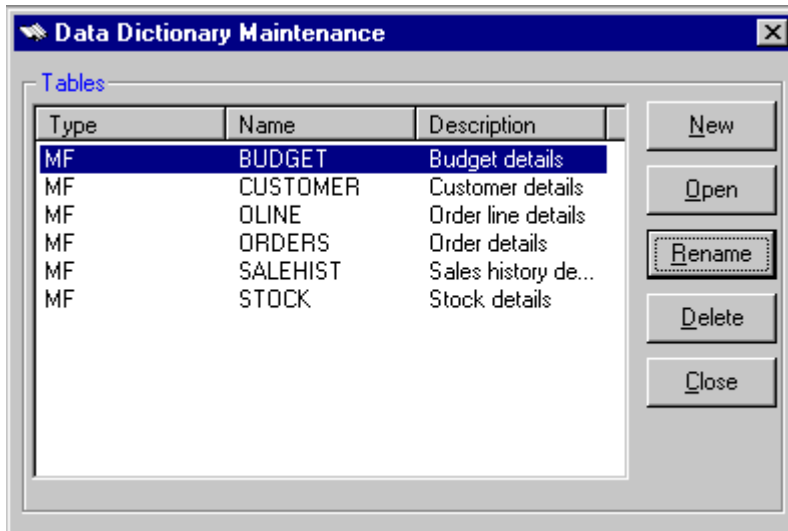 Data Dictionary Maintenance
Tables
Type Name Description
MF BUDGET Budget details
MF CUSTOMER Customer details
MF OLINE Order line details
MF ORDERS Order details
MF SALEHIST Sales history de...
MF STOCK Stock details
New
Open
Rename
Delete
Close